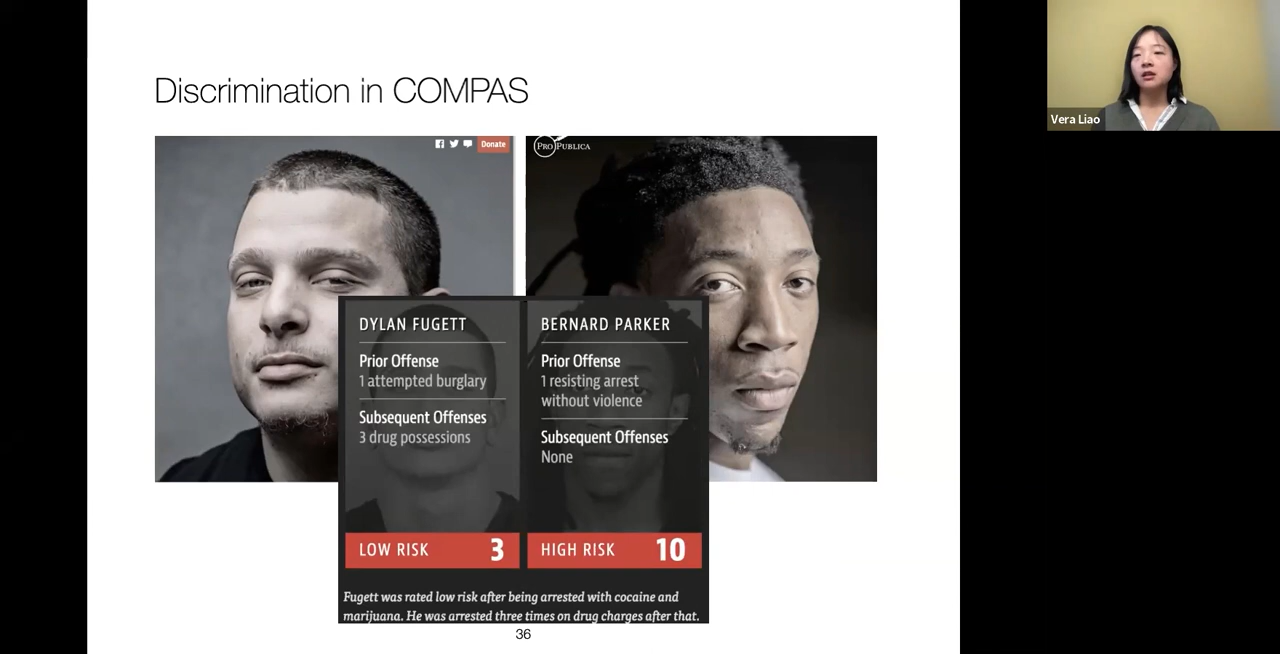 Discrimination in COMPAS
Donate
PROPUBLICA
Vera Liao
DYLAN FUGETT
Prior Offense
1 attempted burglary
Subsequent Offenses
3 drug possessions
LOW RISK 3
BERNARD PARKER
Prior Offense
1 resisting arrest
without violence
Subsequent Offenses
None
HIGH RISK 10
Fugett was rated low risk after being arrested with cocaine and
marijuana. He was arrested three times on drug charges after that.
36